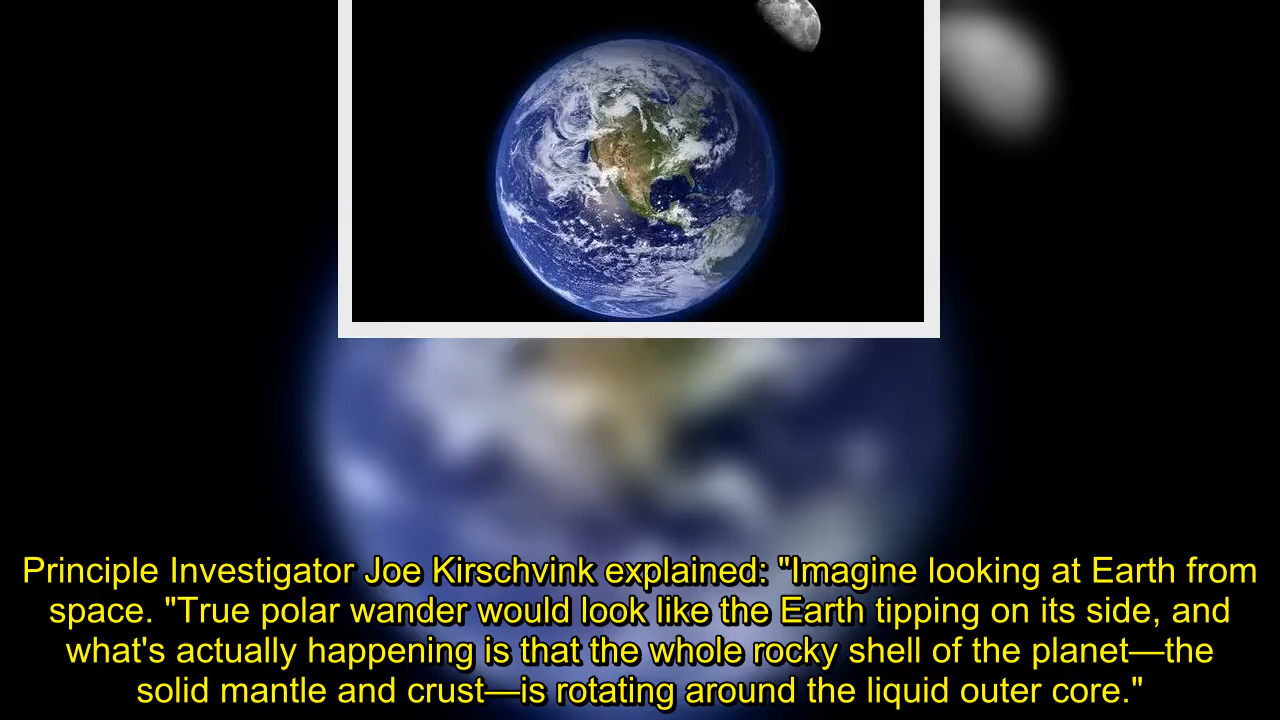 Principle Investigator Joe Kirschvink explained: "Imagine looking at Earth from
space. "True polar wander would look like the Earth tipping on its side, and
what's actually happening is that the whole rocky shell of the planet—the
solid mantle and crust—is rotating around the liquid outer core."